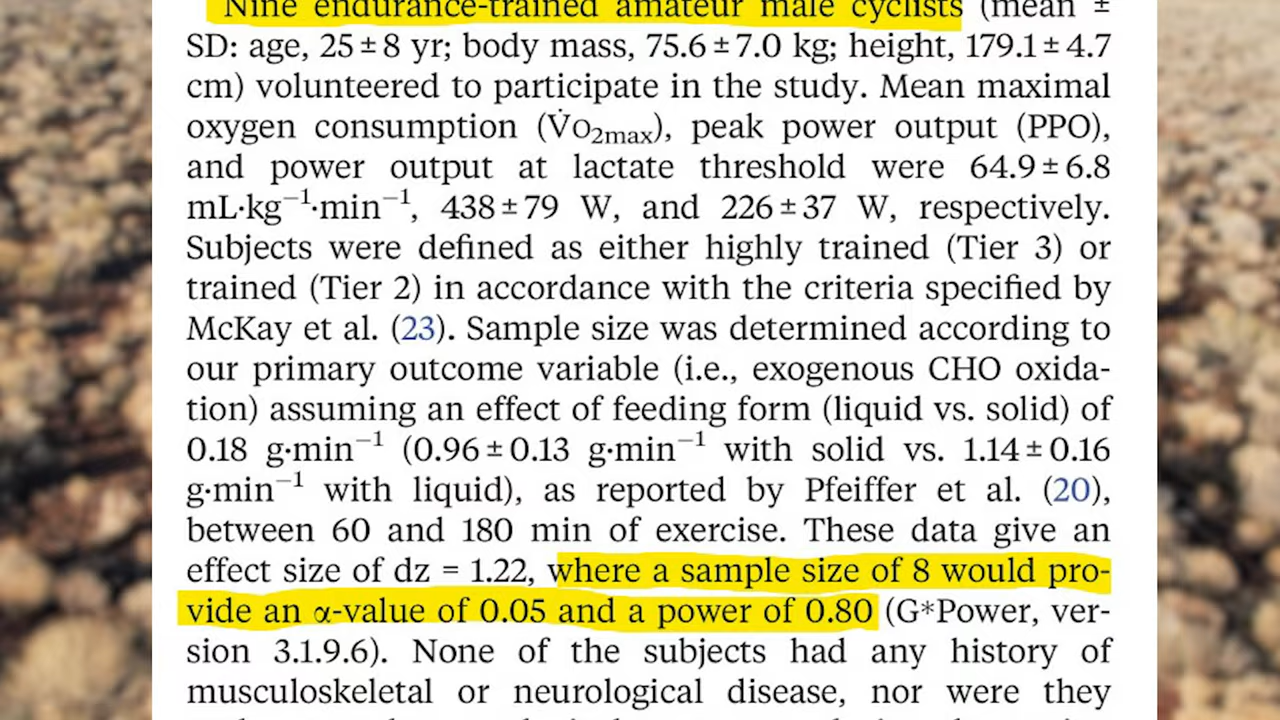 Nine endurance-trained amateur male cyclists (mean ±
SD: age, 25 ± 8 yr; body mass, 75.6 ± 7.0 kg; height, 179.1 ± 4.7
cm) volunteered to participate in the study. Mean maximal
oxygen consumption (V̇O₂max), peak power output (PPO),
and power output at lactate threshold were 64.9 ± 6.8
mL·kg⁻¹·min⁻¹, 438 ± 79 W, and 226 ± 37 W, respectively.
Subjects were defined as either highly trained (Tier 3) or
trained (Tier 2) in accordance with the criteria specified by
McKay et al. (23). Sample size was determined according to
our primary outcome variable (i.e., exogenous CHO oxida-
tion) assuming an effect of feeding form (liquid vs. solid) of
0.18 g·min⁻¹ (0.96 ± 0.13 g·min⁻¹ with solid vs. 1.14 ± 0.16
g·min⁻¹ with liquid), as reported by Pfeiffer et al. (20),
between 60 and 180 min of exercise. These data give an
effect size of dz = 1.22, where a sample size of 8 would pro-
vide an α-value of 0.05 and a power of 0.80 (G*Power, ver-
sion 3.1.9.6). None of the subjects had any history of
musculoskeletal or neurological disease, nor were they